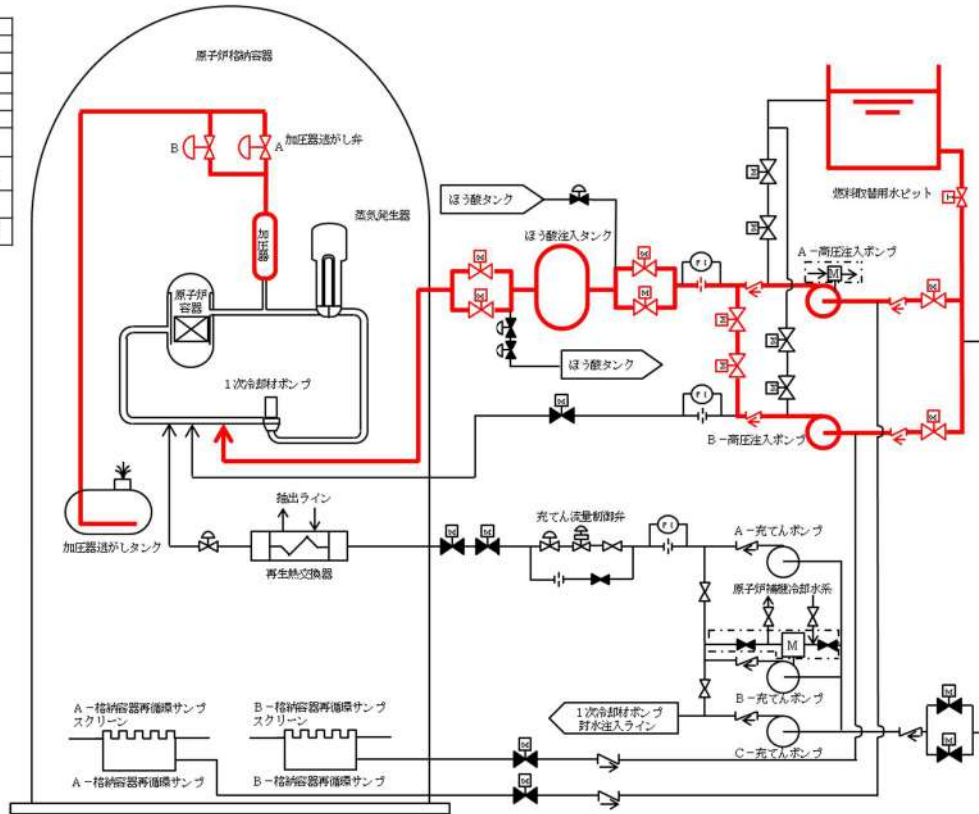 原子炉格納容器
B
A
加圧器逃がし弁
加圧器
蒸気発生器
原子炉
容器
1次冷却材ポンプ
加圧器逃がしタンク
ほう酸タンク
ほう酸注入タンク
ほう酸タンク
燃料取替用水ピット
A-高圧注入ポンプ
M
B-高圧注入ポンプ
抽出ライン
再生熱交換器
充てん流量制御弁
A-充てんポンプ
原子炉補機冷却水系
M
B-充てんポンプ
1次冷却材ポンプ
封水注入ライン
C-充てんポンプ
A-格納容器再循環サンプ
スクリーン
B-格納容器再循環サンプ
スクリーン
A-格納容器再循環サンプ
B-格納容器再循環サンプ